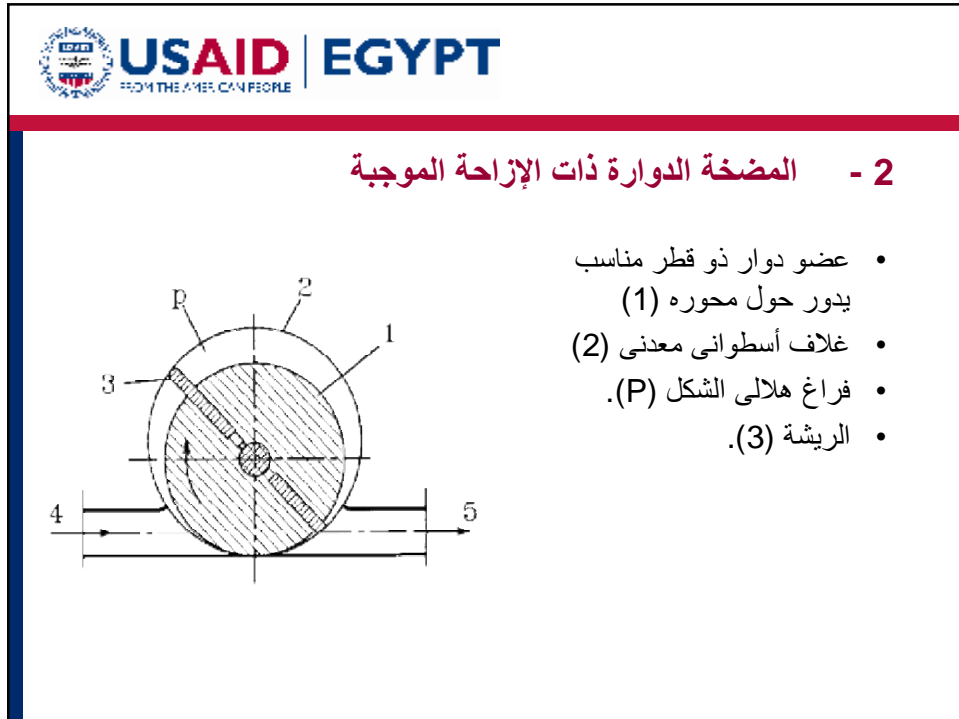 USAID | EGYPT
FROM THE AMERICAN PEOPLE
2 - المضخة الدوارة ذات الإزاحة الموجبة
• عضو دوار ذو قطر مناسب
يدور حول محوره (1)
• غلاف أسطوانى معدنى (2)
• فراغ هلالى الشكل (P).
• الريشة (3).
p
2
1
3
4
5